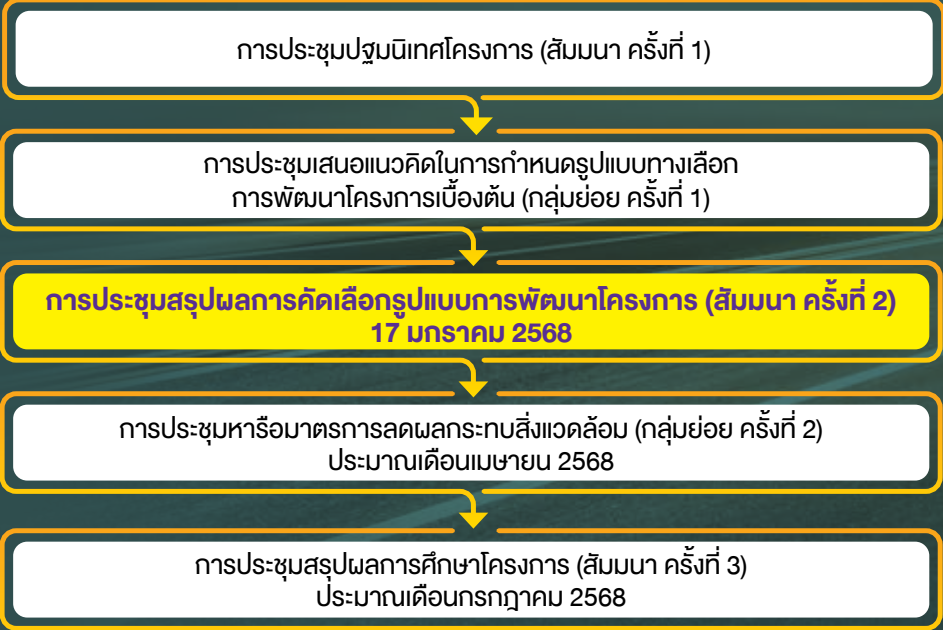 การประชุมปฐมนิเทศโครงการ (สัมมนา ครั้งที่ 1)
การประชุมเสนอแนวคิดในการกำหนดรูปแบบทางเลือก
การพัฒนาโครงการเบื้องต้น (กลุ่มย่อย ครั้งที่ 1)
การประชุมสรุปผลการคัดเลือกรูปแบบการพัฒนาโครงการ (สัมมนา ครั้งที่ 2)
17 มกราคม 2568
การประชุมหารือมาตรการลดผลกระทบสิ่งแวดล้อม (กลุ่มย่อย ครั้งที่ 2)
ประมาณเดือนเมษายน 2568
การประชุมสรุปผลการศึกษาโครงการ (สัมมนา ครั้งที่ 3)
ประมาณเดือนกรกฎาคม 2568